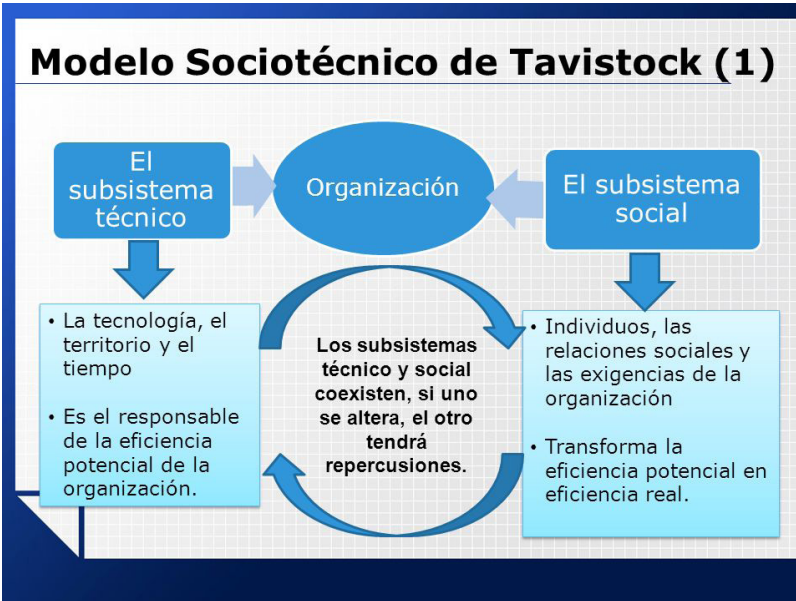 Modelo Sociotécnico de Tavistock (1)
El
subsistema
técnico
Organización
El subsistema
social
• La tecnología, el
territorio y el
tiempo
• Es el responsable
de la eficiencia
potencial de la
organización.
Los subsistemas
técnico y social
coexisten, si uno
se altera, el otro
tendrá
repercusiones.
• Individuos, las
relaciones sociales y
las exigencias de la
organización
• Transforma la
eficiencia potencial en
eficiencia real.